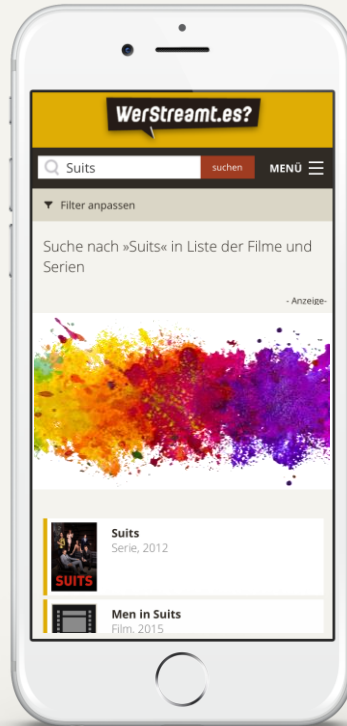 WerStreamt.es?
Suits
suchen
MENÜ
Filter anpassen
Suche nach »Suits« in Liste der Filme und
Serien
- Anzeige-
SUITS
Suits
Serie, 2012
Men in Suits
Film, 2015